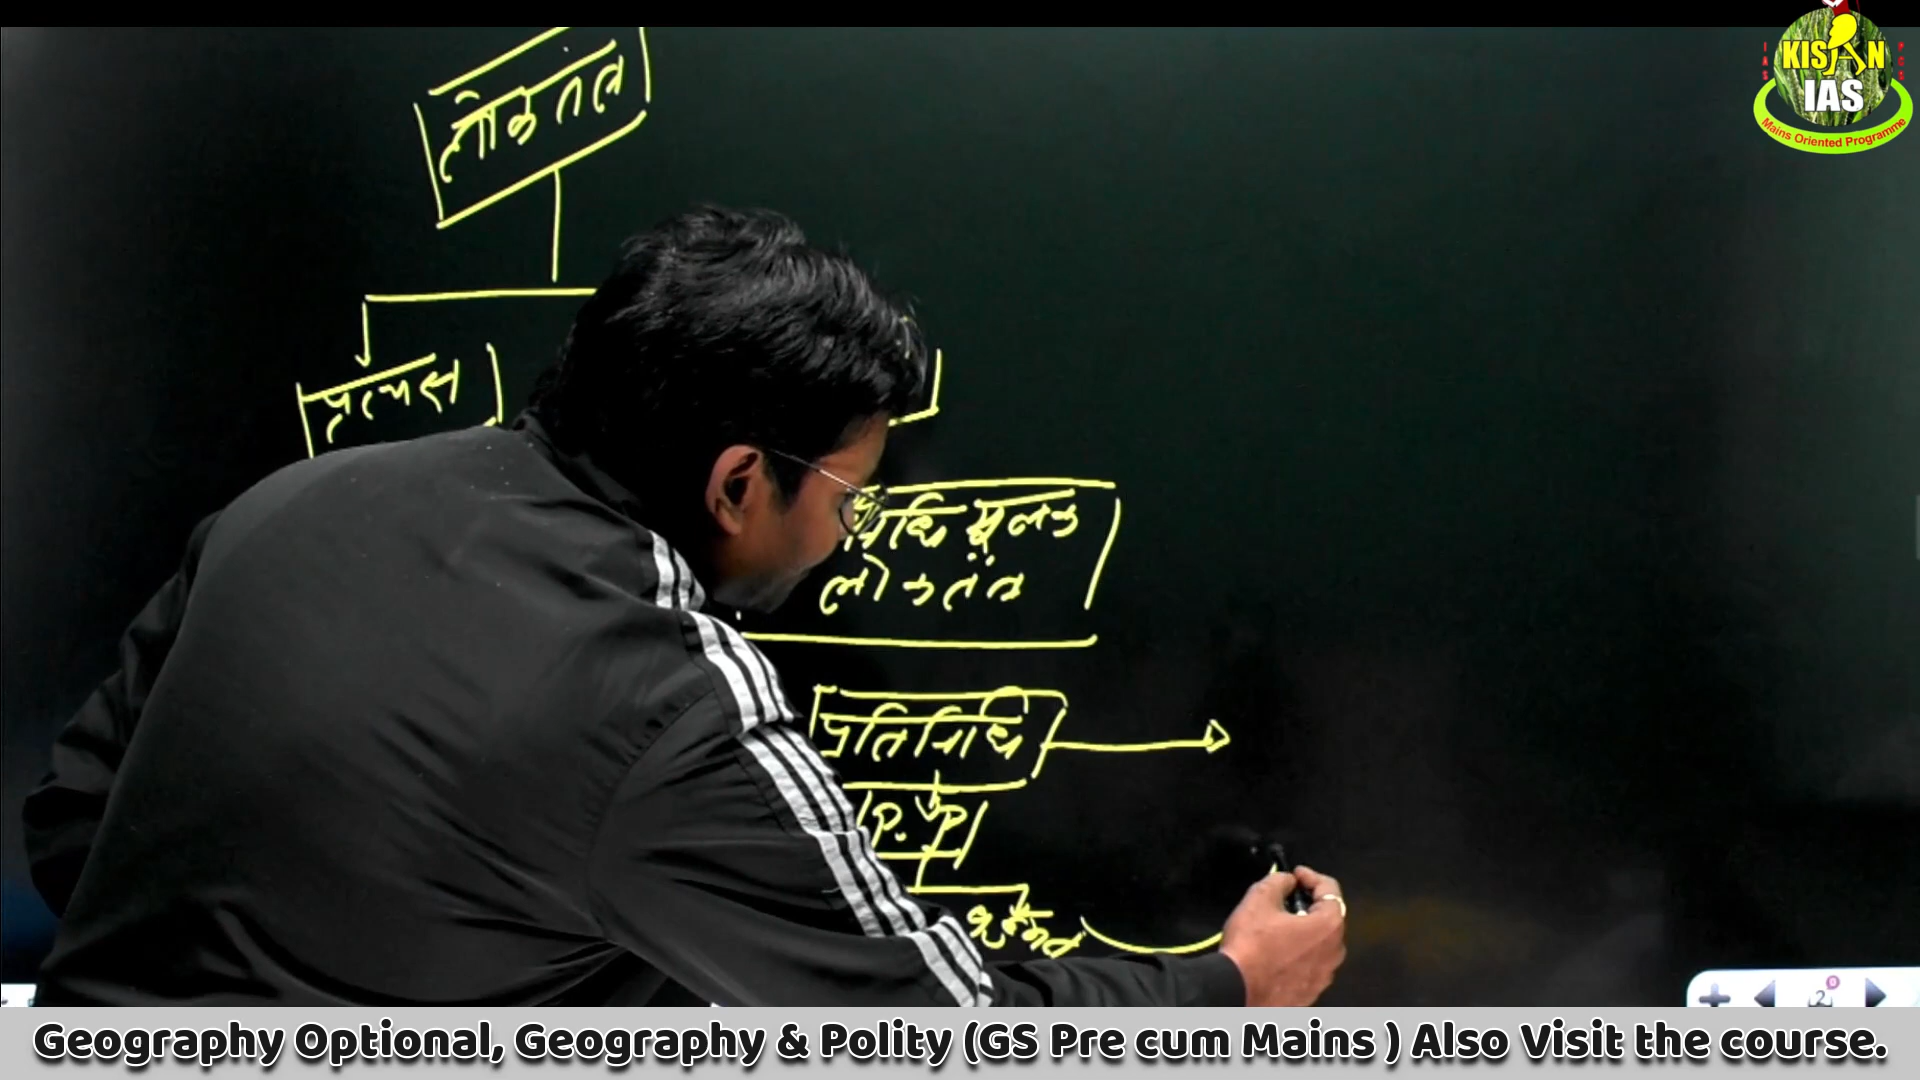 लोकतंत्र
प्रत्यक्ष
मूलक
लोकतंत्र
प्रतिनिधि
P. P
KISAN
IAS
Mains Oriented Programme
2
Geography Optional, Geography & Polity (GS Pre cum Mains ) Also Visit the course.